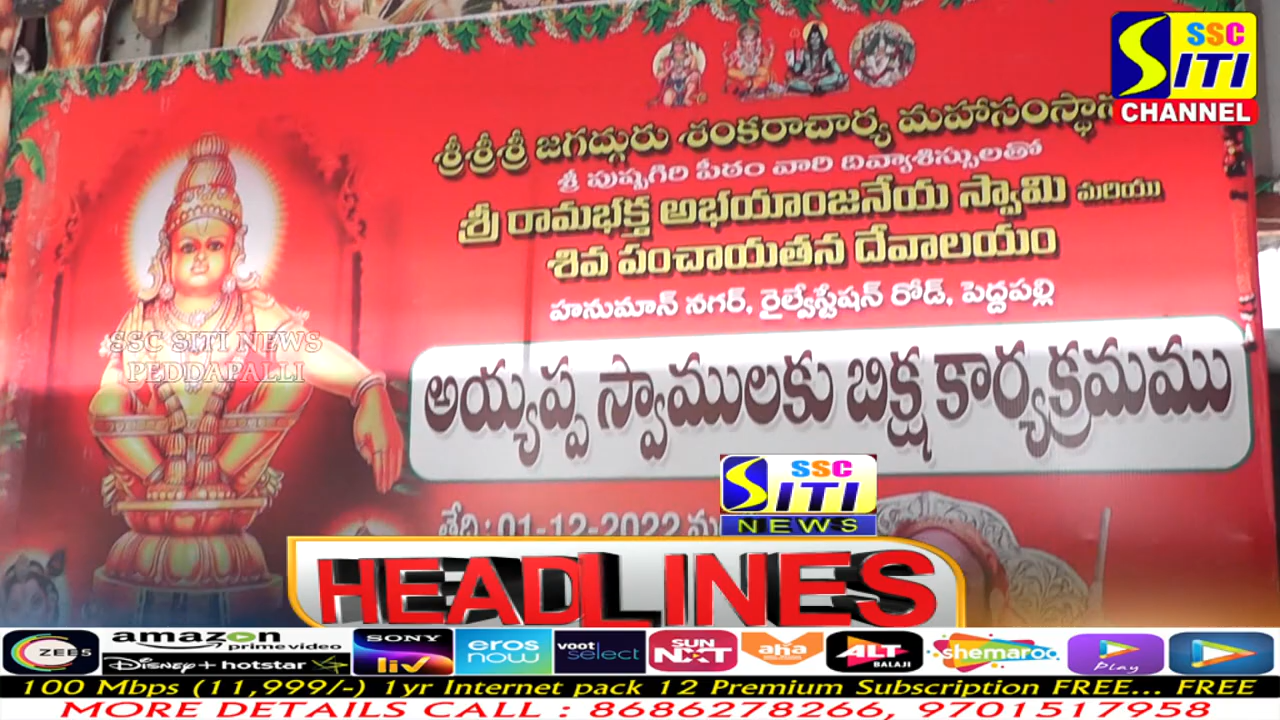 SSC
SITI
CHANNEL
శ్రీశ్రీశ్రీ జగద్గురు శంకరాచార్య మహాసంస్థాన
శ్రీ పుష్పగిరి పీఠం వారి దివ్యాశిస్సులతో
శ్రీ రామభక్త అభయాంజనేయ స్వామి మరియు
శివ పంచాయతన దేవాలయం
హనుమాన్ నగర్, రైల్వేస్టేషన్ రోడ్, పెద్దపల్లి
SSC SITI NEWS
PEDDAPALLI
అయ్యప్ప స్వాములకు బిక్ష కార్యక్రమము
తేది : 01-12-2022
SSC
SITI
NEWS
HEADLINES
ZEE5 amazon prime video Disney+ hotstar SONY liv eros now voot select SUN NXT aha ALT BALAJI shemaroo Play
100 Mbps (11,999/-) 1yr Internet pack 12 Premium Subscription FREE... FREE
MORE DETAILS CALL : 8686278266, 9701517958